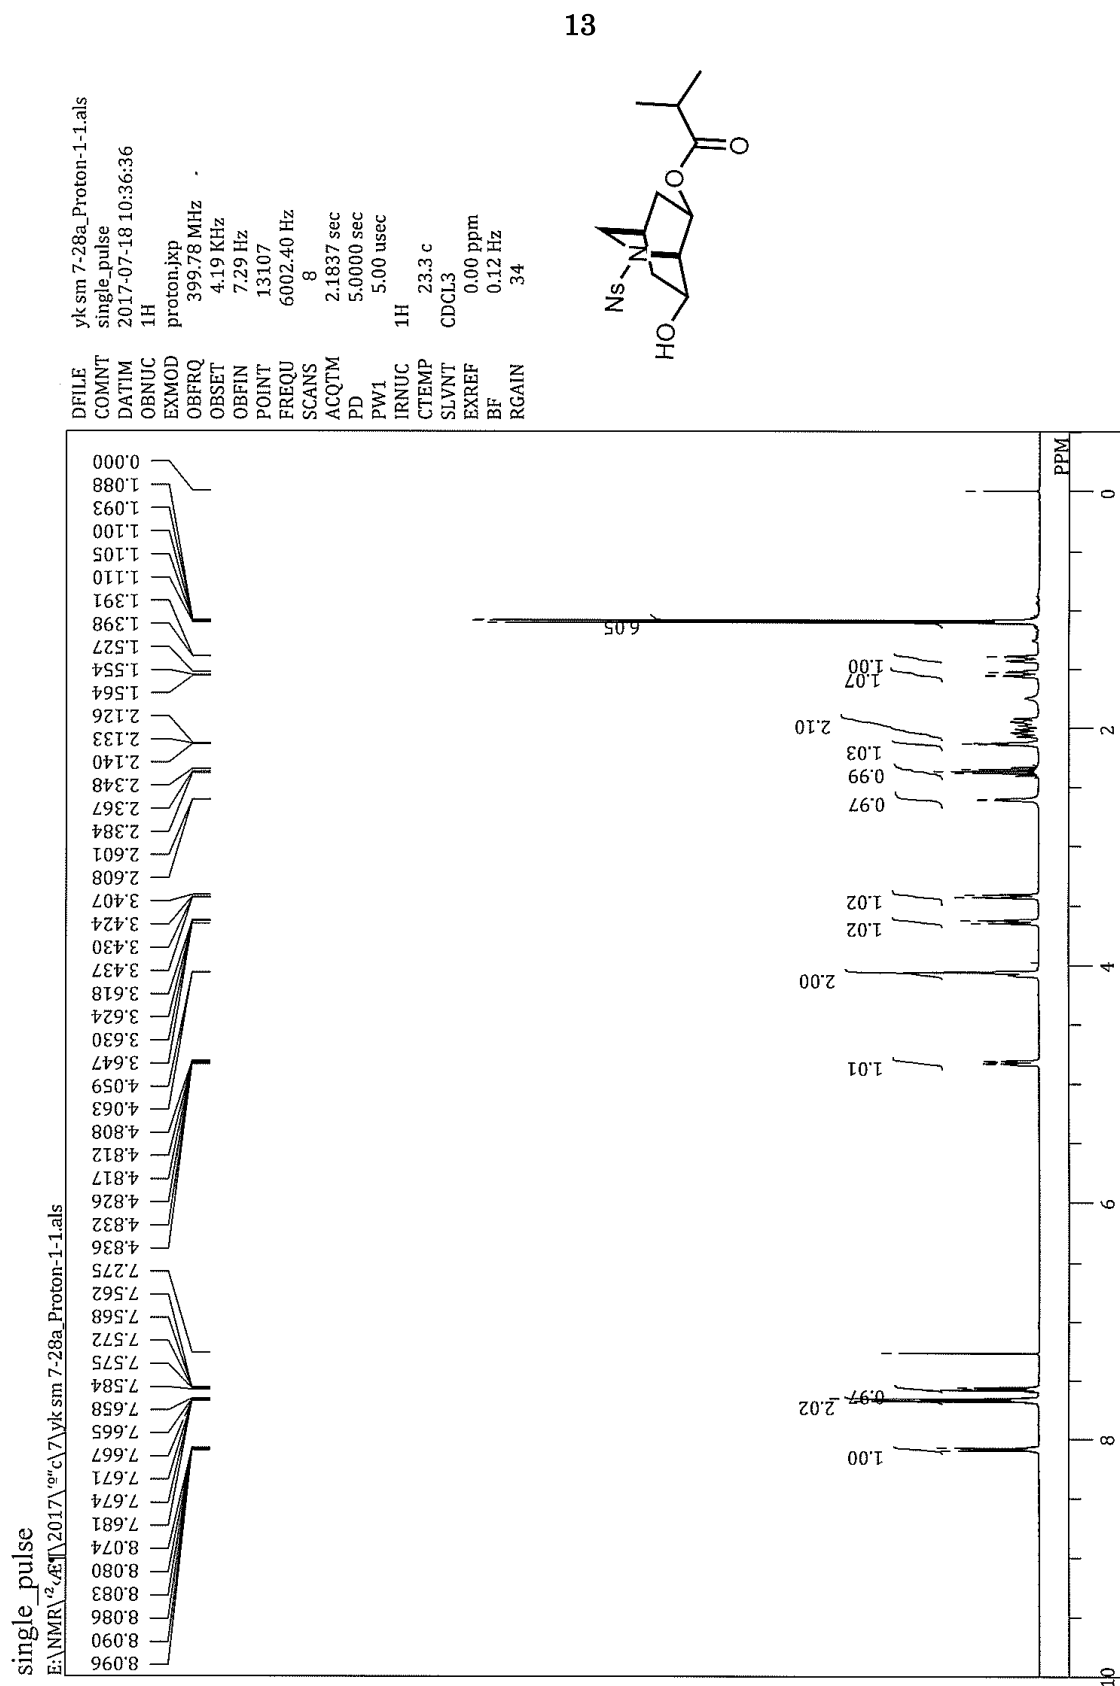 13
single_pulse
yk sm 7-28a_Proton-1-1.als
DFILE yk sm 7-28a_Proton-1-1.als
COMNT single_pulse
DATIM 2017-07-18 10:36:36
OBNUC 1H
EXMOD proton.jxp
OBFRQ 399.78 MHz
OBSET 4.19 KHz
OBFIN 7.29 Hz
POINT 13107
FREQU 6002.40 Hz
SCANS 8
ACQTM 2.1837 sec
PD 5.0000 sec
PW1 5.00 usec
IRNUC 1H
CTEMP 23.3 c
SLVNT CDCL3
EXREF 0.00 ppm
BF 0.12 Hz
RGAIN 34
Ns
N
HO
O
O
0.000
1.088
1.093
1.100
1.105
1.110
1.391
1.398
1.527
1.554
1.564
2.126
2.133
2.140
2.348
2.367
2.384
2.601
2.608
3.407
3.424
3.430
3.437
3.618
3.624
3.630
3.647
4.059
4.063
4.808
4.812
4.817
4.826
4.832
4.836
7.275
7.562
7.568
7.572
7.575
7.584
7.658
7.665
7.667
7.671
7.674
7.681
8.074
8.080
8.083
8.086
8.090
8.096
6.05
1.00
1.07
2.10
1.03
0.99
0.97
1.02
1.02
2.00
1.01
0.97
2.02
1.00
PPM
0
2
4
6
8
10